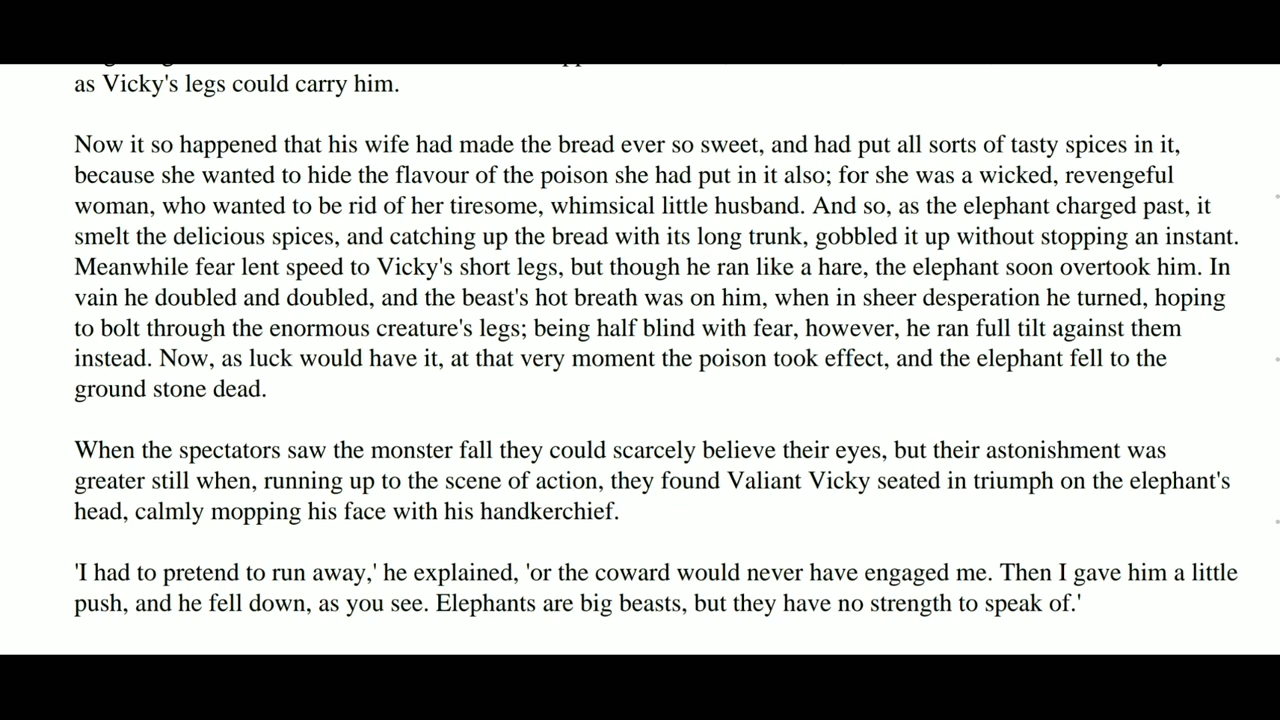 as Vicky's legs could carry him.
Now it so happened that his wife had made the bread ever so sweet, and had put all sorts of tasty spices in it,
because she wanted to hide the flavour of the poison she had put in it also; for she was a wicked, revengeful
woman, who wanted to be rid of her tiresome, whimsical little husband. And so, as the elephant charged past, it
smelt the delicious spices, and catching up the bread with its long trunk, gobbled it up without stopping an instant.
Meanwhile fear lent speed to Vicky's short legs, but though he ran like a hare, the elephant soon overtook him. In
vain he doubled and doubled, and the beast's hot breath was on him, when in sheer desperation he turned, hoping
to bolt through the enormous creature's legs; being half blind with fear, however, he ran full tilt against them
instead. Now, as luck would have it, at that very moment the poison took effect, and the elephant fell to the
ground stone dead.
When the spectators saw the monster fall they could scarcely believe their eyes, but their astonishment was
greater still when, running up to the scene of action, they found Valiant Vicky seated in triumph on the elephant's
head, calmly mopping his face with his handkerchief.
'I had to pretend to run away,' he explained, 'or the coward would never have engaged me. Then I gave him a little
push, and he fell down, as you see. Elephants are big beasts, but they have no strength to speak of.'